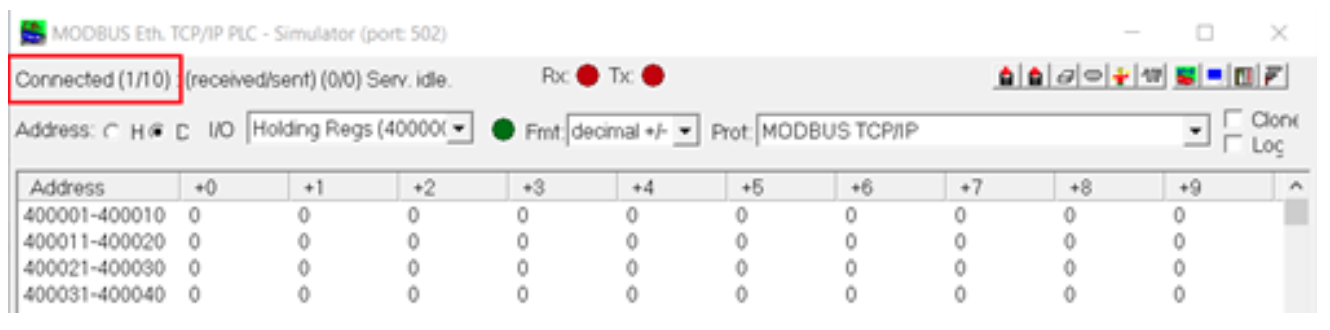 MODBUS Eth. TCP/IP PLC - Simulator (port: 502)
Connected (1/10) : (received/sent) (0/0) Serv. idle. Rx: Tx:
Address: H D I/O Holding Regs (40000( Fmt: decimal +/- Prot: MODBUS TCP/IP Clone
Log
Address +0 +1 +2 +3 +4 +5 +6 +7 +8 +9
400001-400010 0 0 0 0 0 0 0 0 0 0
400011-400020 0 0 0 0 0 0 0 0 0 0
400021-400030 0 0 0 0 0 0 0 0 0 0
400031-400040 0 0 0 0 0 0 0 0 0 0